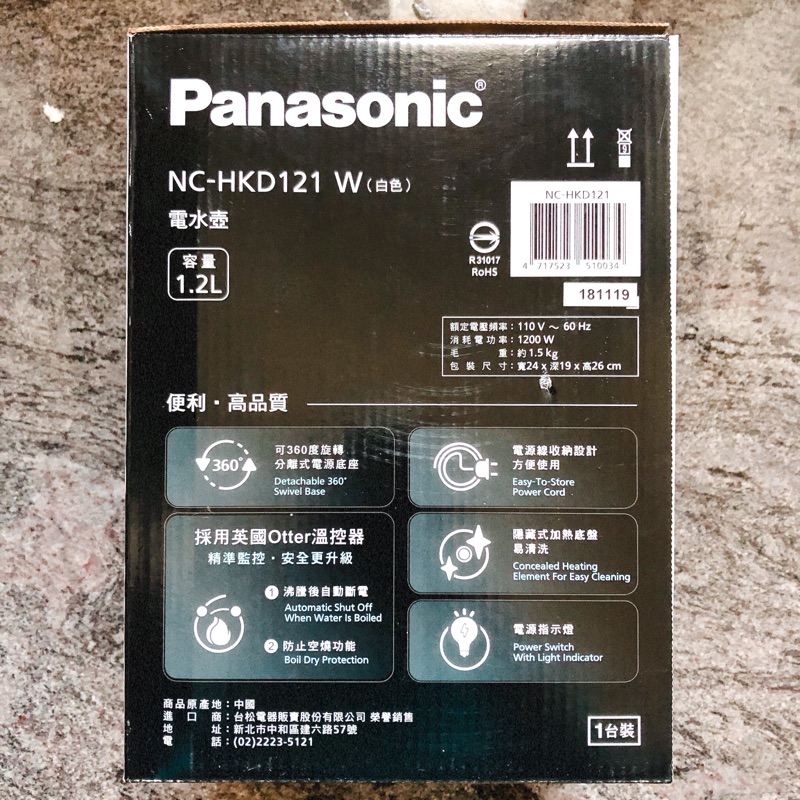 Panasonic®
NC-HKD121 W（白色）
電水壺
容量
1.2L
9
NC-HKD121
4 717523 510034
R31017
RoHS
181119
額定電壓頻率：110 V ～ 60 Hz
消耗電功率：1200 W
毛重：約1.5 kg
包裝尺寸：寬24 x 深19 x 高26 cm
便利・高品質
360°
可360度旋轉
分離式電源底座
Detachable 360°
Swivel Base
電源線收納設計
方便使用
Easy-To-Store
Power Cord
採用英國Otter溫控器
精準監控・安全更升級
1 沸騰後自動斷電
Automatic Shut Off
When Water Is Boiled
2 防止空燒功能
Boil Dry Protection
隱藏式加熱底盤
易清洗
Concealed Heating
Element For Easy Cleaning
電源指示燈
Power Switch
With Light Indicator
商品原產地：中國
進口商：台松電器販賣股份有限公司 榮譽銷售
地址：新北市中和區建六路57號
電話：(02)2223-5121
1台裝